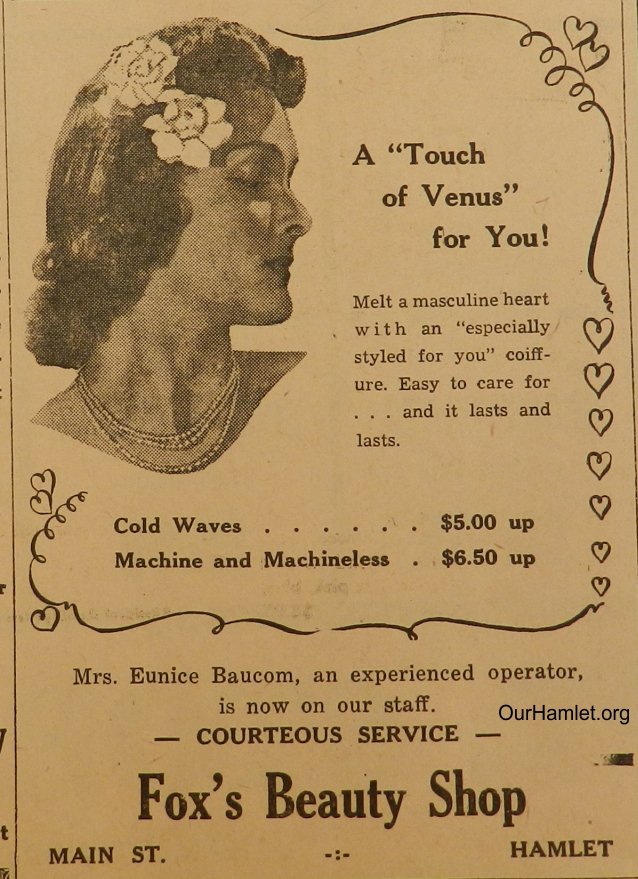 A "Touch
of Venus"
for You!
Melt a masculine heart
with an "especially
styled for you" coiff-
ure. Easy to care for
. . . and it lasts and
lasts.
Cold Waves . . . . . . $5.00 up
Machine and Machineless . $6.50 up
Mrs. Eunice Baucom, an experienced operator,
is now on our staff.
OurHamlet.org
— COURTEOUS SERVICE —
Fox's Beauty Shop
MAIN ST. -:- HAMLET